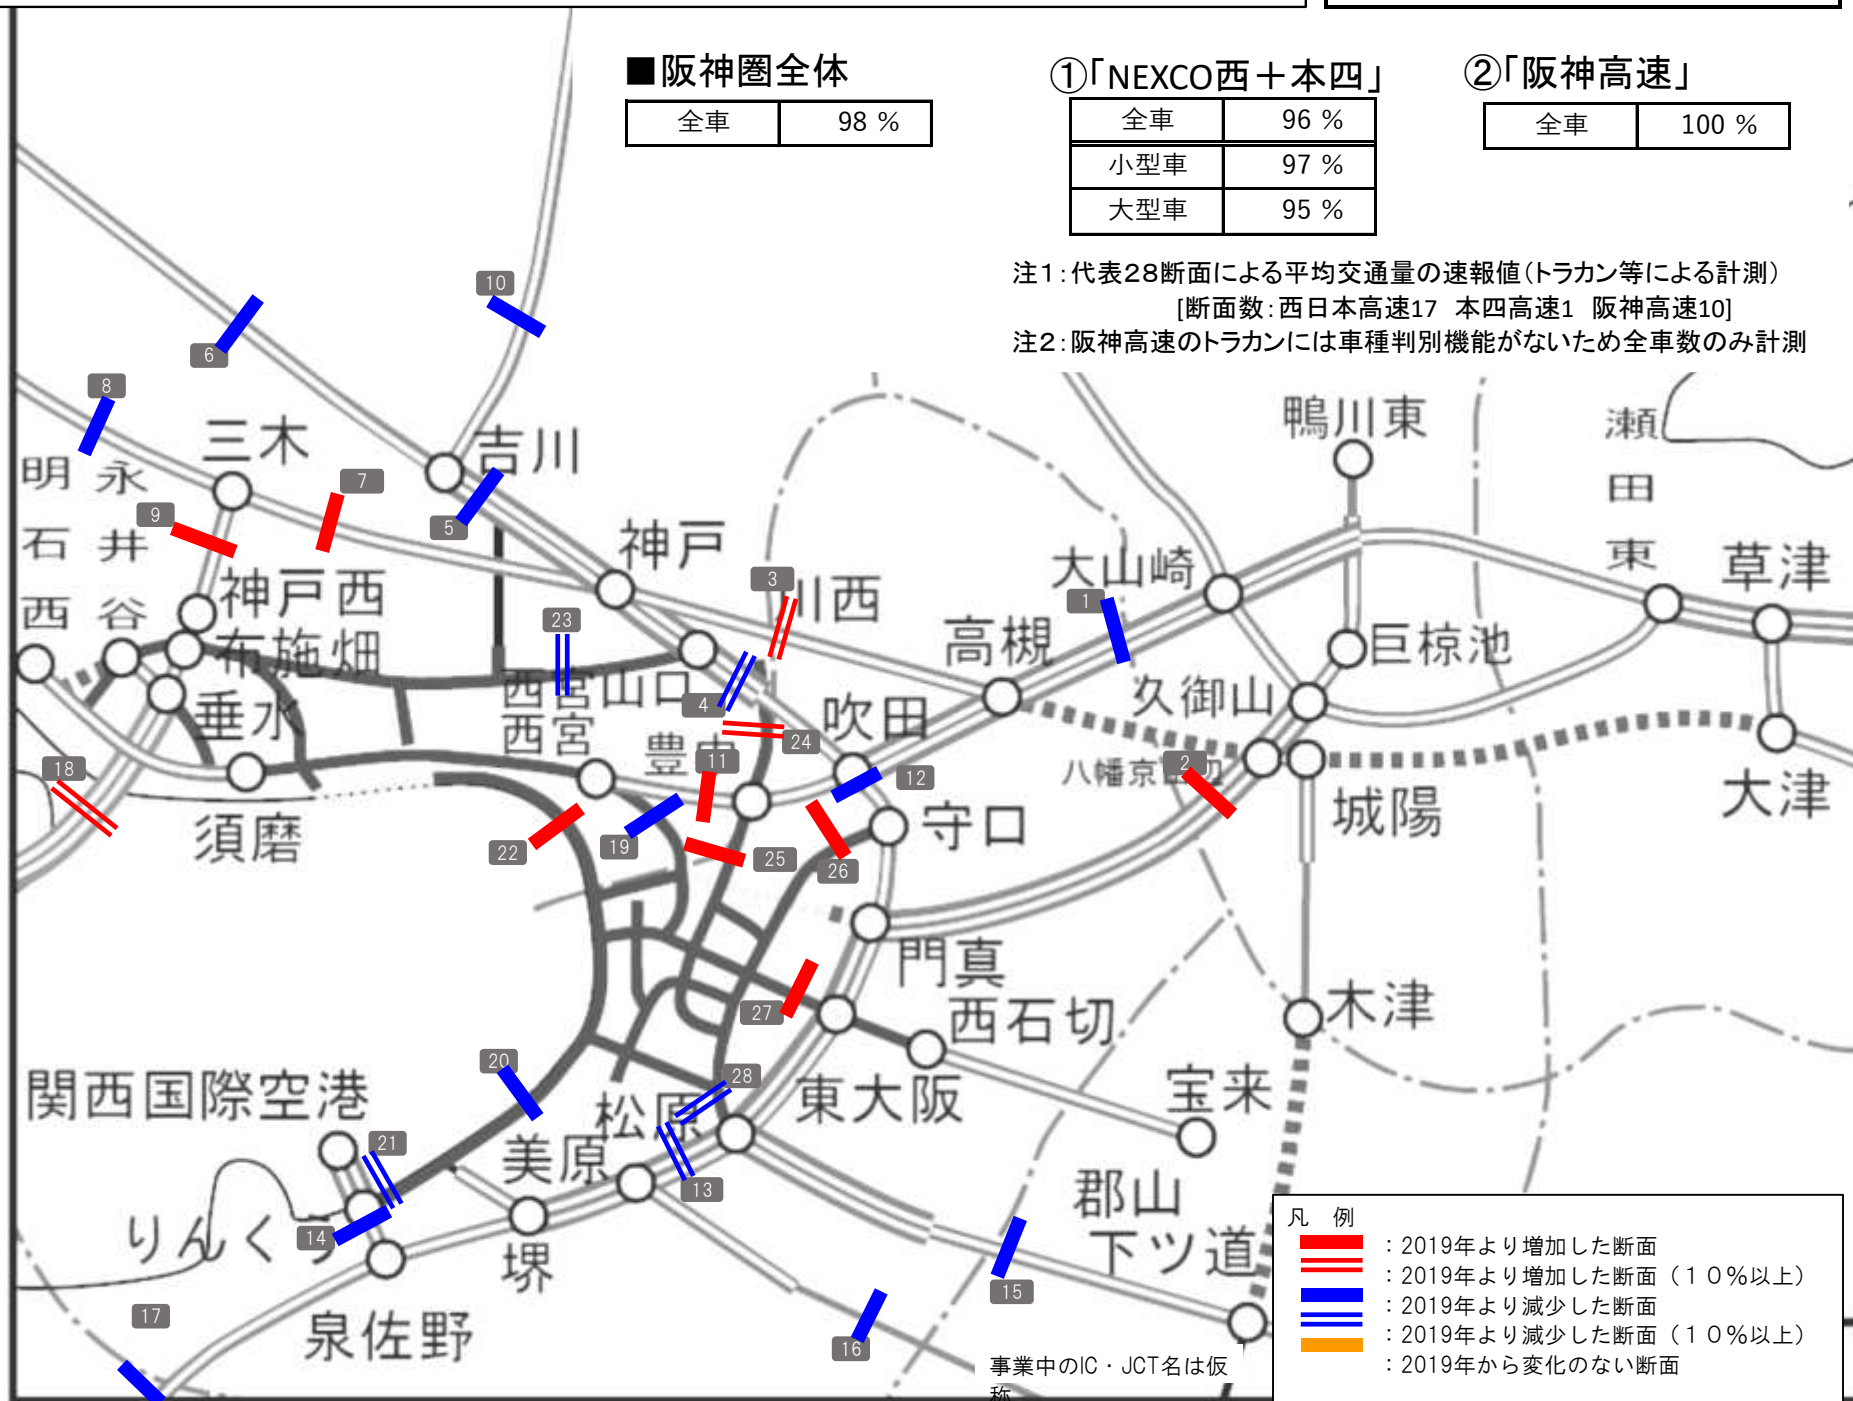 ■阪神圏全体
全車 98 %
①「NEXCO西＋本四」
全車 96 %
小型車 97 %
大型車 95 %
②「阪神高速」
全車 100 %
注1：代表28断面による平均交通量の速報値（トラカン等による計測）
[断面数：西日本高速17 本四高速1 阪神高速10]
注2：阪神高速のトラカンには車種判別機能がないため全車数のみ計測
10
6
8
三木
吉川
鴨川東
瀬田東
明石西
永井谷
7
9
5
神戸
大山崎
草津
神戸西
3
川西
1
布施畑
23
高槻
巨椋池
西宮山口
4
久御山
垂水
西宮
豊中
24
吹田
18
11
12
八幡京田辺
2
大津
須磨
22
19
25
26
守口
城陽
門真
27
西石切
木津
関西国際空港
20
28
松原
東大阪
宝来
21
美原
13
郡山
下ツ道
りんくう
14
堺
15
17
泉佐野
16
事業中のIC・JCT名は仮
称
凡 例
：2019年より増加した断面
：2019年より増加した断面（１０％以上）
：2019年より減少した断面
：2019年より減少した断面（１０％以上）
：2019年から変化のない断面